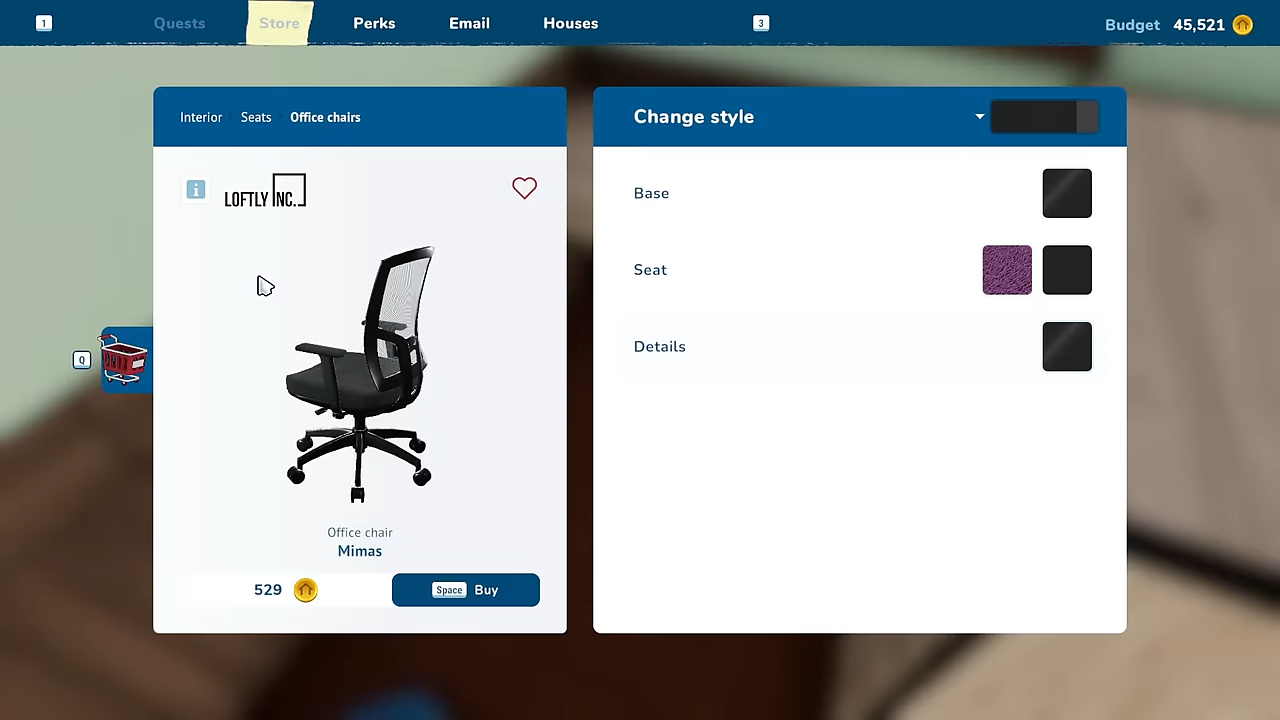 1
Quests
Store
Perks
Email
Houses
3
Budget 45,521
Interior Seats Office chairs
Change style
i
LOFTLY INC.
Base
Seat
Q
Details
Office chair
Mimas
529
Space Buy